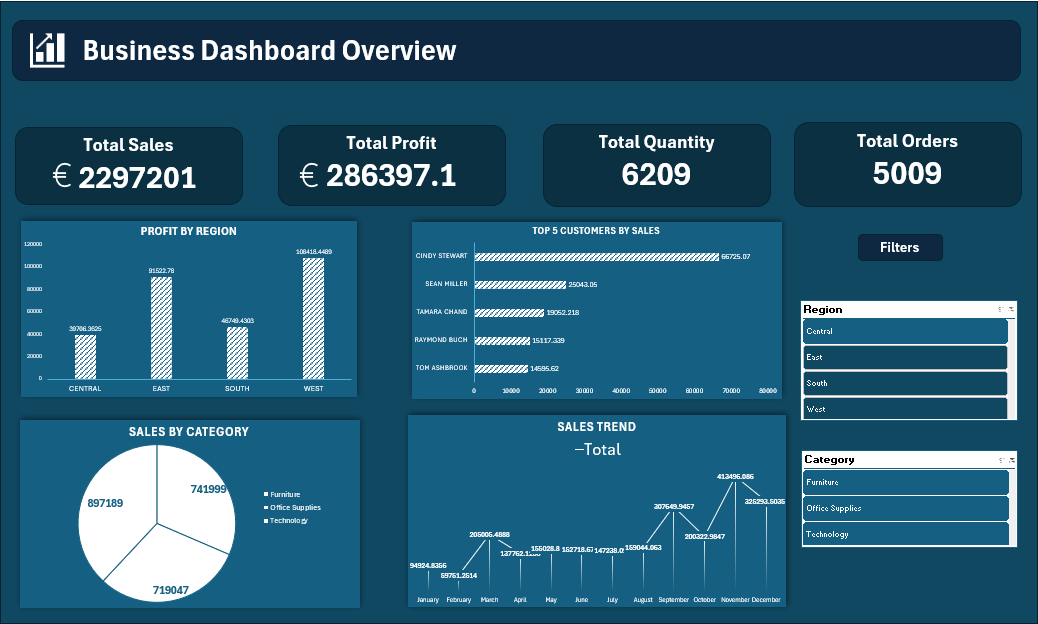 Business Dashboard Overview
Total Sales
€ 2297201
Total Profit
€ 286397.1
Total Quantity
6209
Total Orders
5009
PROFIT BY REGION
120000
100000
80000
60000
40000
20000
0
39706.3625
91522.78
46749.4303
108418.4489
CENTRAL
EAST
SOUTH
WEST
TOP 5 CUSTOMERS BY SALES
CINDY STEWART
66725.07
SEAN MILLER
25043.05
TAMARA CHAND
19052.218
RAYMOND BUCH
15117.339
TOM ASHBROOK
14595.62
0
10000
20000
30000
40000
50000
60000
70000
80000
Filters
Region
Central
East
South
West
SALES BY CATEGORY
741999
719047
897189
Furniture
Office Supplies
Technology
SALES TREND
Total
94924.8356
59751.2514
205005.4888
155028.8
152718.67
159044.063
307649.9457
200322.9847
413496.086
325293.5035
January
February
March
April
May
June
July
August
September
October
November
December
Category
Furniture
Office Supplies
Technology